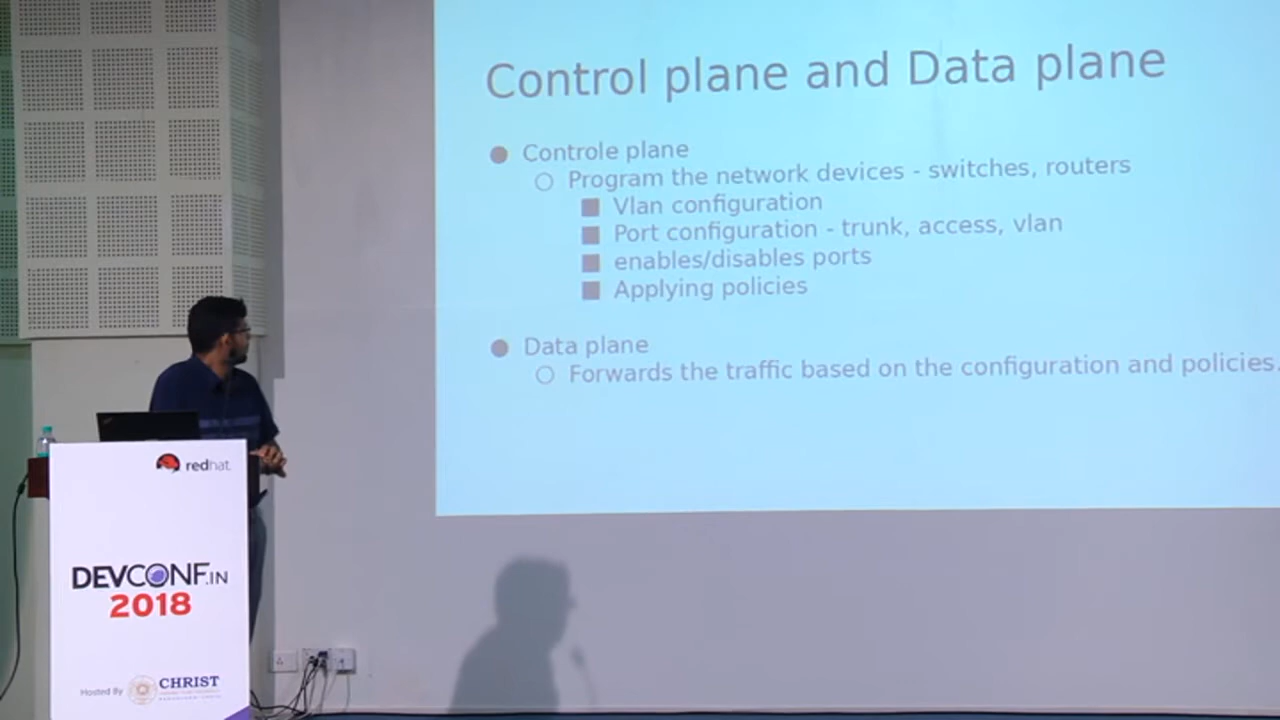 Control plane and Data plane
Controle plane
Program the network devices - switches, routers
Vlan configuration
Port configuration - trunk, access, vlan
enables/disables ports
Applying policies
Data plane
Forwards the traffic based on the configuration and policies.
redhat
DEVCONF.IN
2018
Hosted By
CHRIST